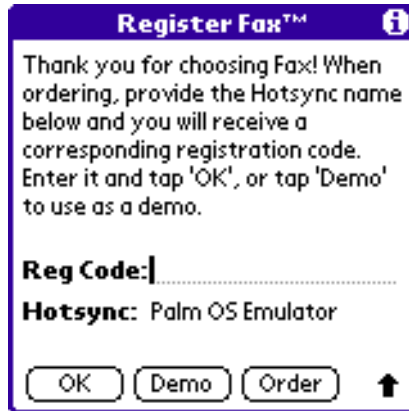 Register Fax™
Thank you for choosing Fax! When
ordering, provide the Hotsync name
below and you will receive a
corresponding registration code.
Enter it and tap 'OK', or tap 'Demo'
to use as a demo.
Reg Code:
Hotsync: Palm OS Emulator
OK Demo Order